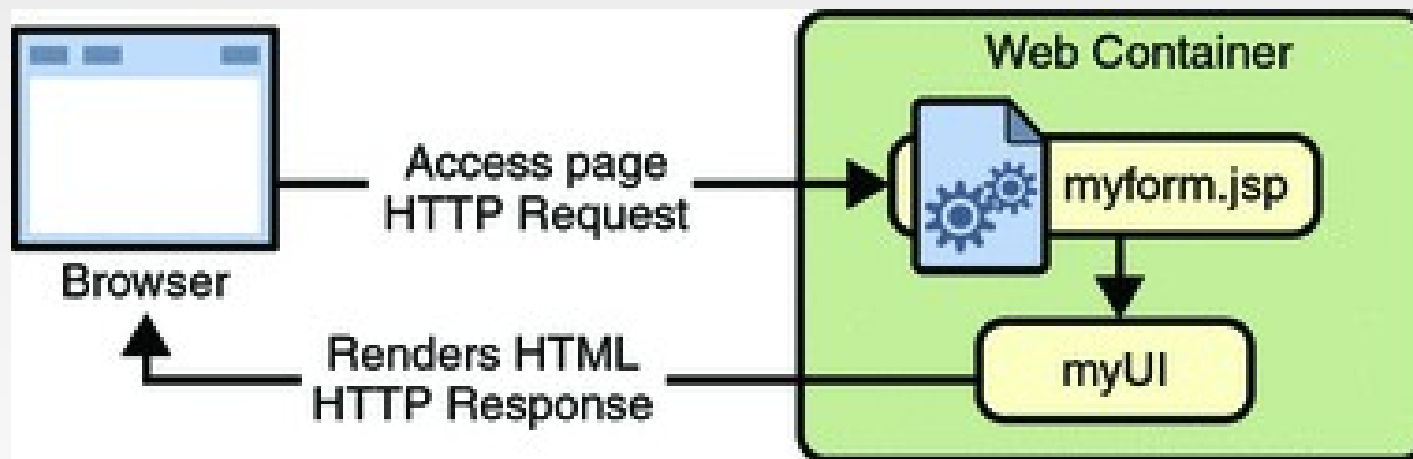 Web Container
Access page
HTTP Request
myform.jsp
Browser
Renders HTML
HTTP Response
myUI